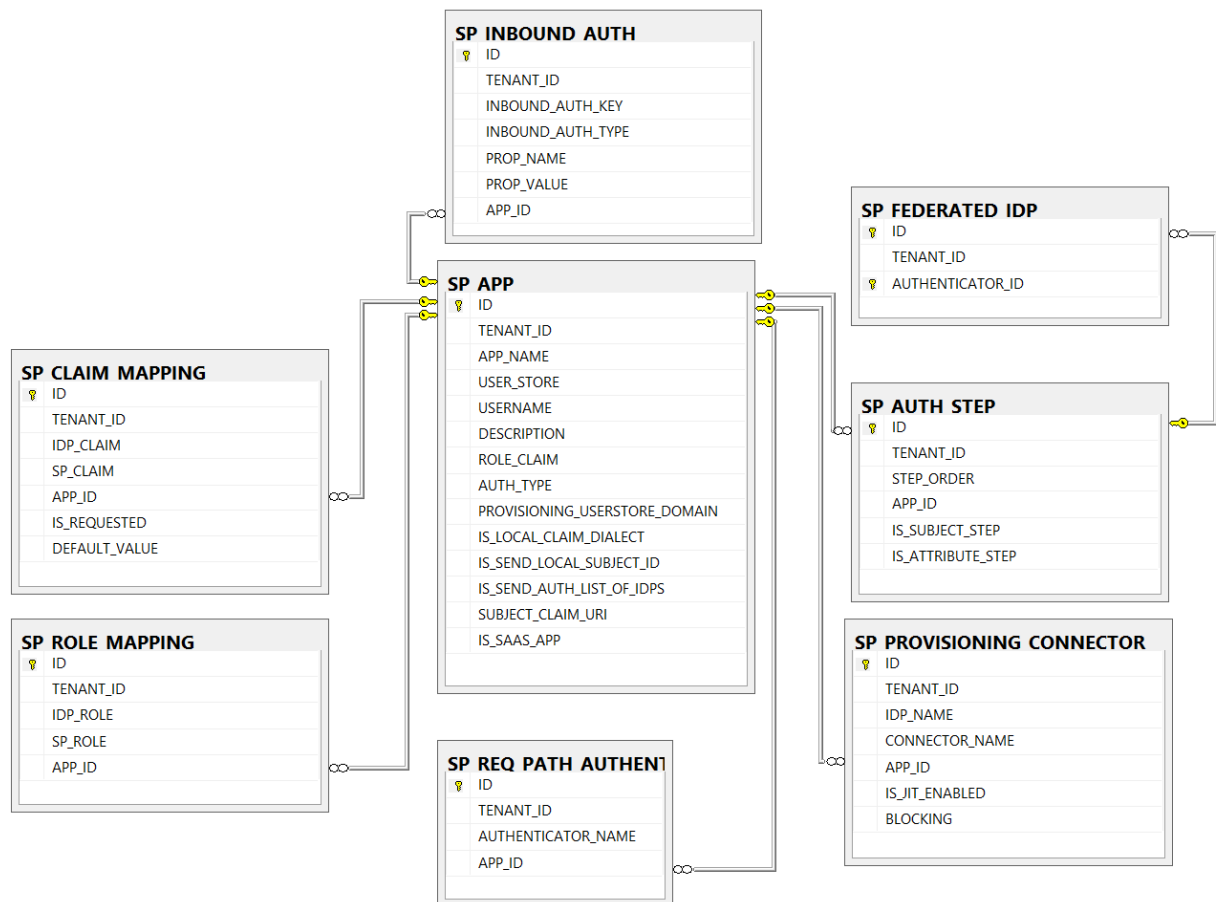 SP INBOUND AUTH
ID
TENANT_ID
INBOUND_AUTH_KEY
INBOUND_AUTH_TYPE
PROP_NAME
PROP_VALUE
APP_ID
SP FEDERATED IDP
ID
TENANT_ID
AUTHENTICATOR_ID
SP APP
ID
TENANT_ID
APP_NAME
USER_STORE
USERNAME
DESCRIPTION
ROLE_CLAIM
AUTH_TYPE
PROVISIONING_USERSTORE_DOMAIN
IS_LOCAL_CLAIM_DIALECT
IS_SEND_LOCAL_SUBJECT_ID
IS_SEND_AUTH_LIST_OF_IDPS
SUBJECT_CLAIM_URI
IS_SAAS_APP
SP CLAIM MAPPING
ID
TENANT_ID
IDP_CLAIM
SP_CLAIM
APP_ID
IS_REQUESTED
DEFAULT_VALUE
SP AUTH STEP
ID
TENANT_ID
STEP_ORDER
APP_ID
IS_SUBJECT_STEP
IS_ATTRIBUTE_STEP
SP ROLE MAPPING
ID
TENANT_ID
IDP_ROLE
SP_ROLE
APP_ID
SP PROVISIONING CONNECTOR
ID
TENANT_ID
IDP_NAME
CONNECTOR_NAME
APP_ID
IS_JIT_ENABLED
BLOCKING
SP REQ PATH AUTHENT
ID
TENANT_ID
AUTHENTICATOR_NAME
APP_ID